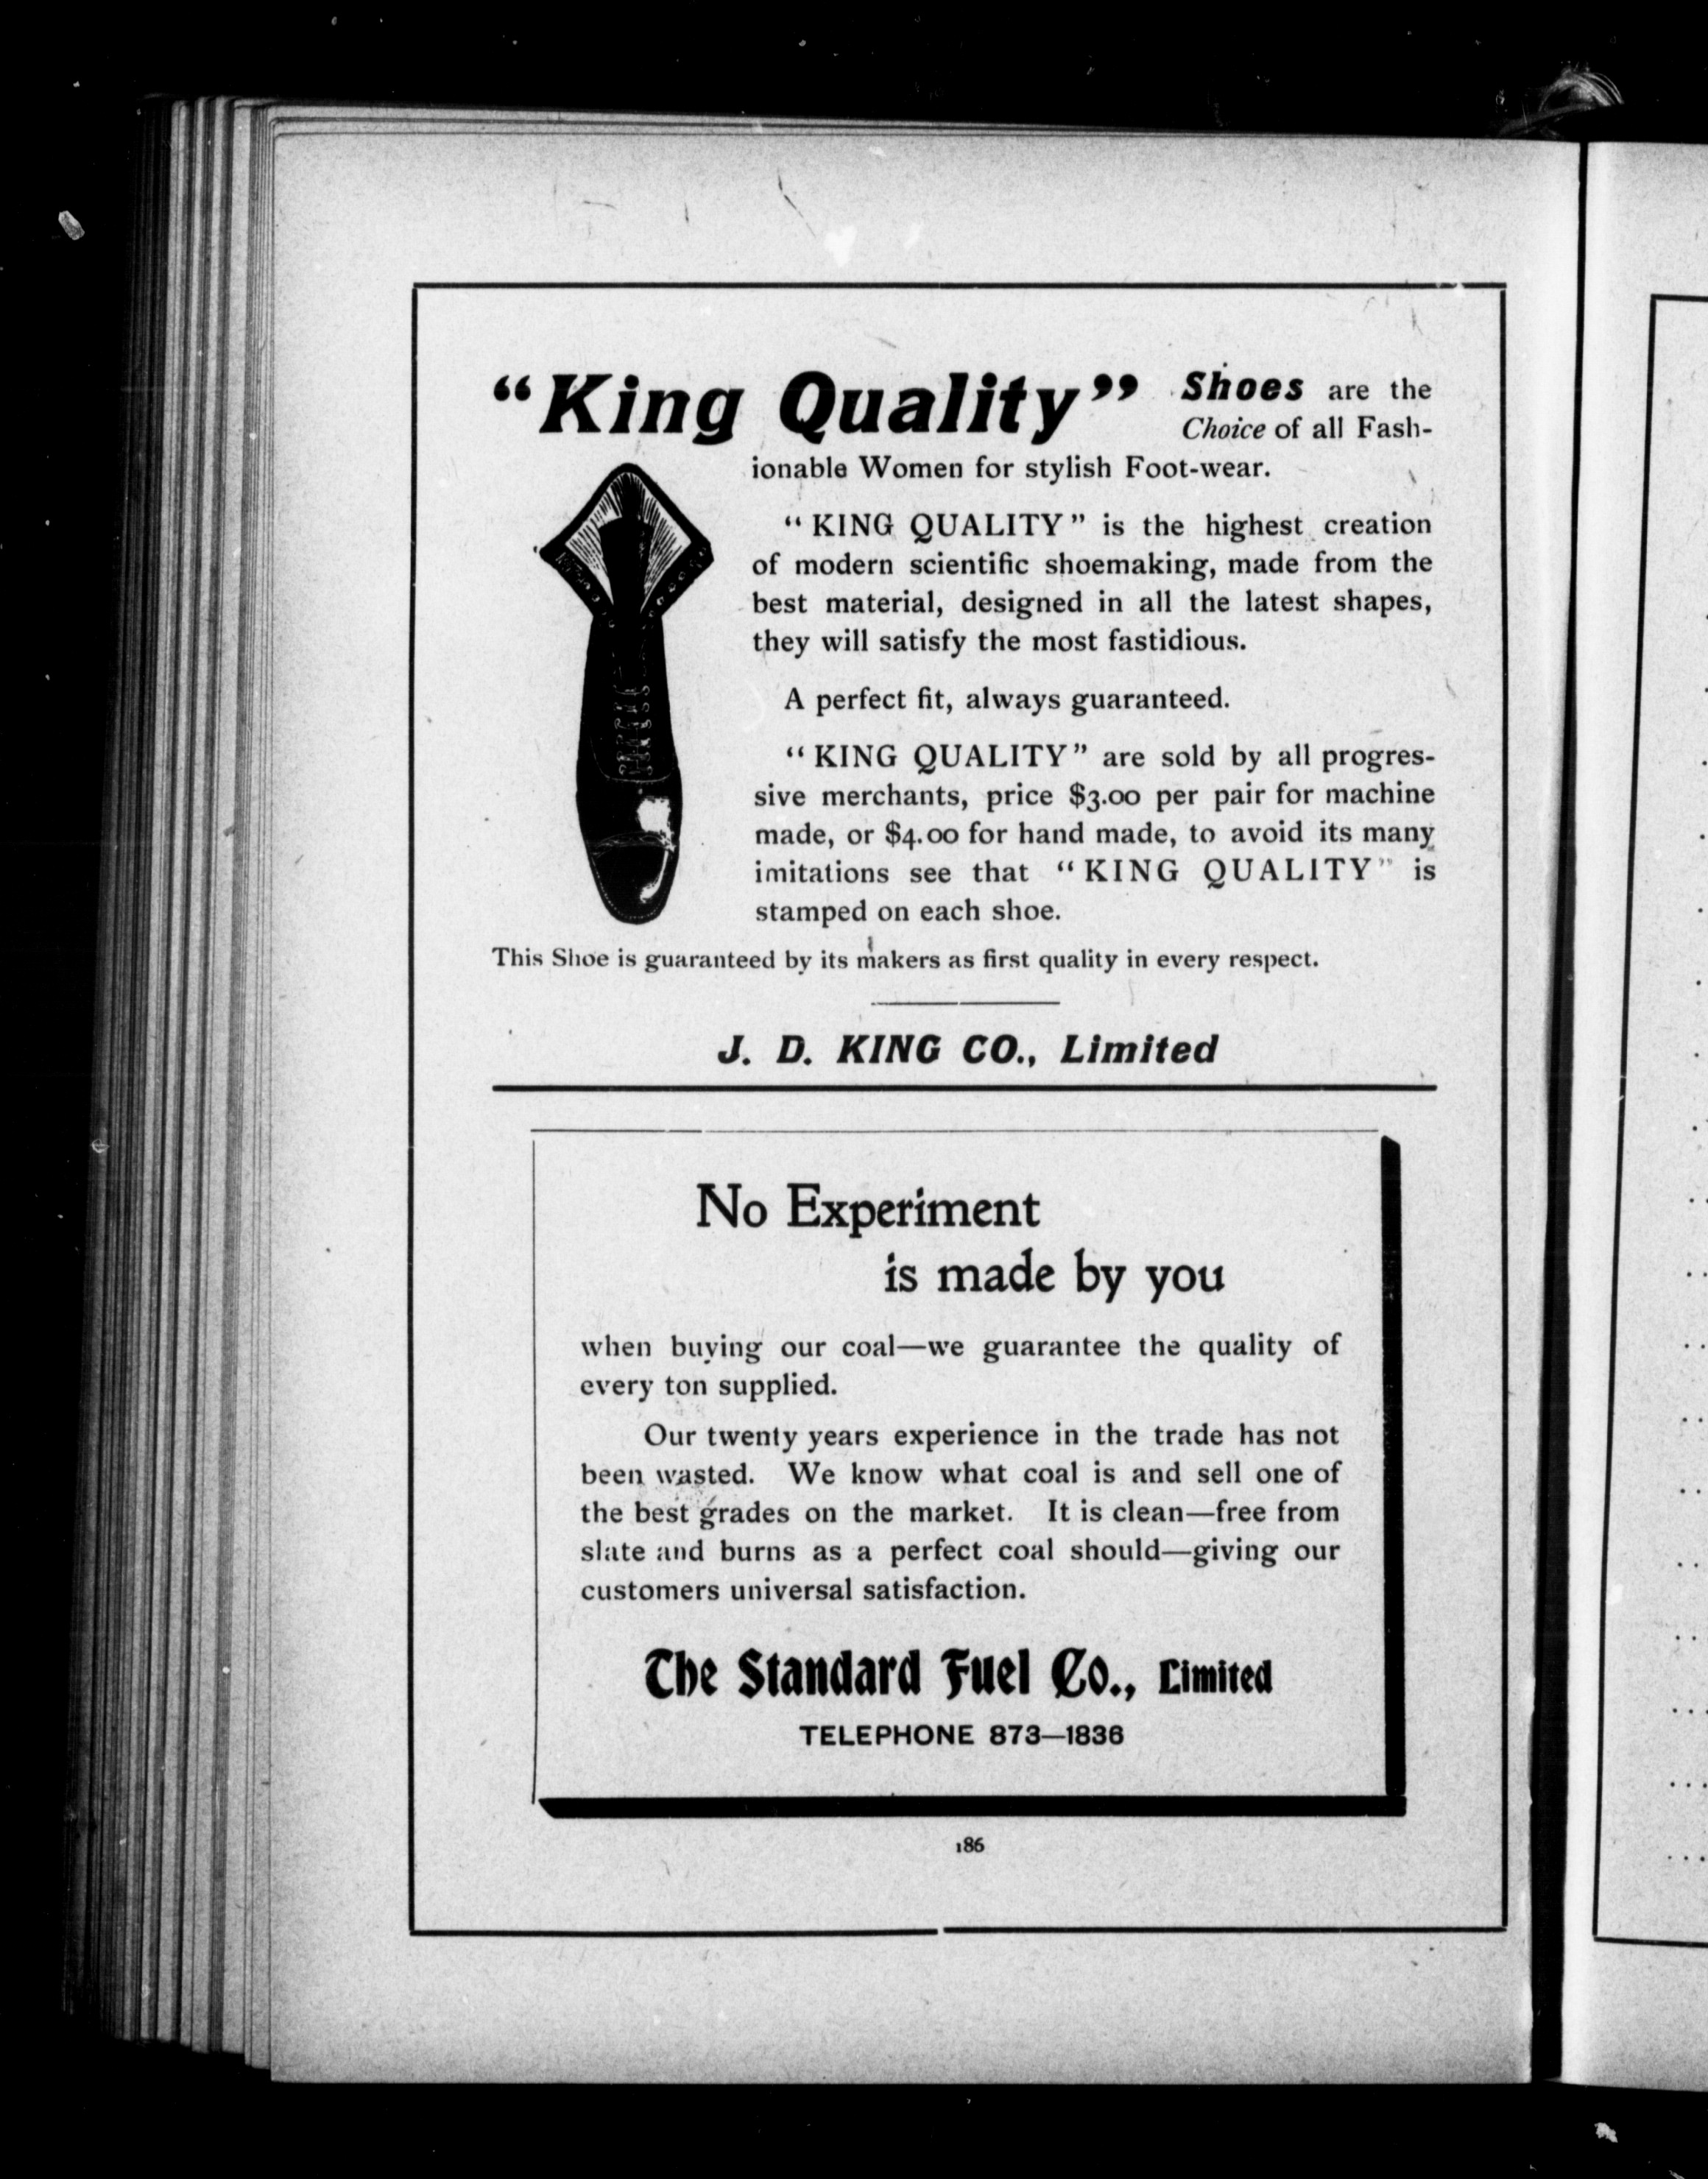 “King Quality” Shoes are the
Choice of all Fash-
ionable Women for stylish Foot-wear.
“KING QUALITY” is the highest creation
of modern scientific shoemaking, made from the
best material, designed in all the latest shapes,
they will satisfy the most fastidious.
A perfect fit, always guaranteed.
“KING QUALITY” are sold by all progres-
sive merchants, price $3.00 per pair for machine
made, or $4.00 for hand made, to avoid its many
imitations see that “KING QUALITY” is
stamped on each shoe.
This Shoe is guaranteed by its makers as first quality in every respect.
J. D. KING CO., Limited
No Experiment
is made by you
when buying our coal—we guarantee the quality of
every ton supplied.
Our twenty years experience in the trade has not
been wasted. We know what coal is and sell one of
the best grades on the market. It is clean—free from
slate and burns as a perfect coal should—giving our
customers universal satisfaction.
The Standard Fuel Co., Limited
TELEPHONE 873—1836
186